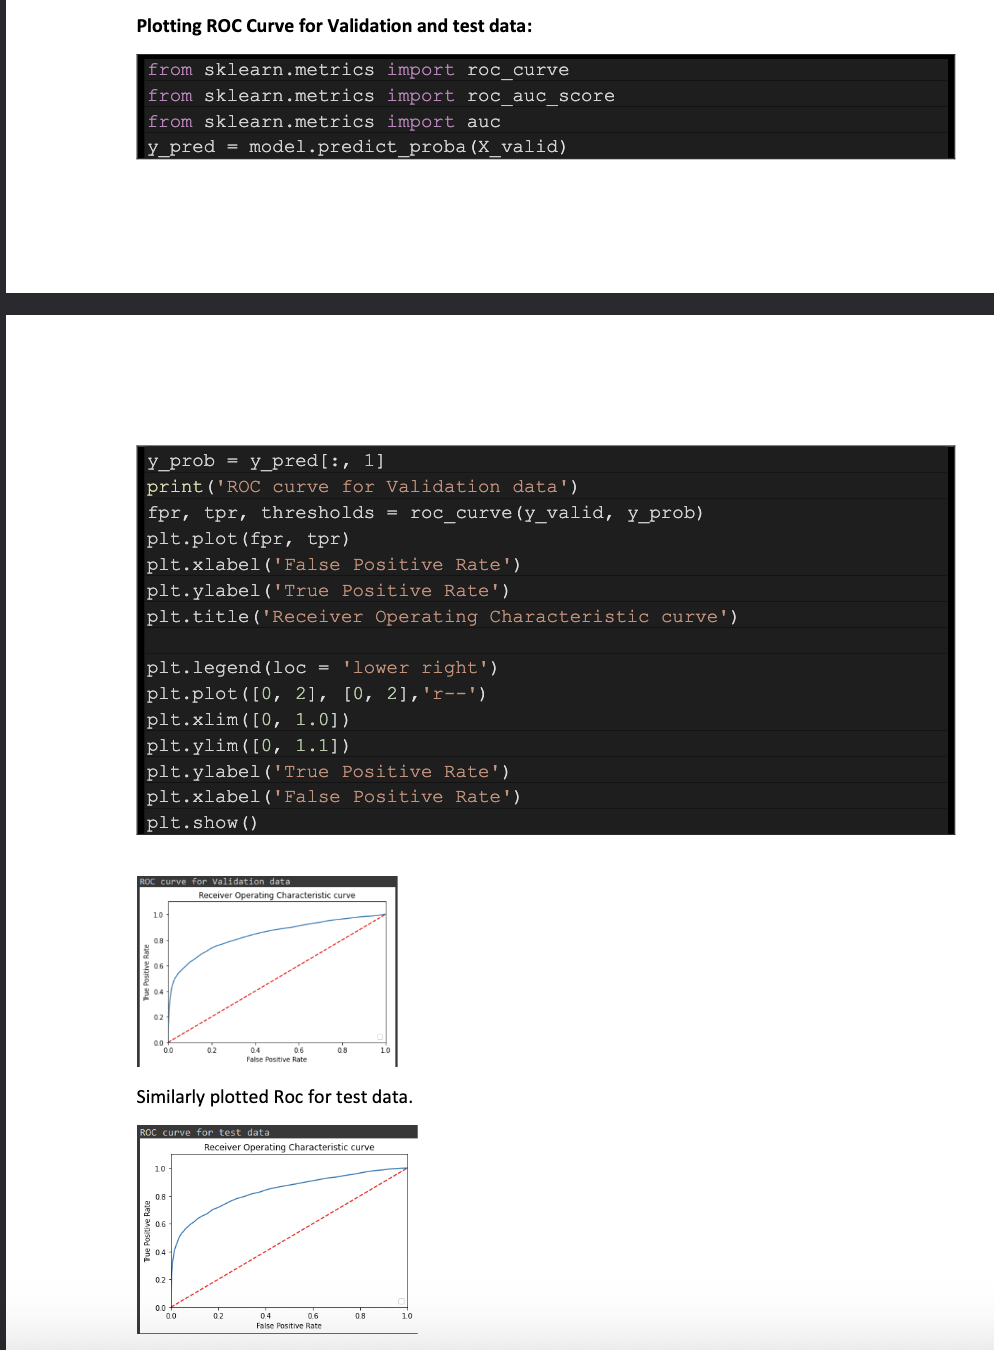 Plotting ROC Curve for Validation and test data:
from sklearn.metrics import roc_curve
from sklearn.metrics import roc_auc_score
from sklearn.metrics import auc
y_pred = model.predict_proba(X_valid)
y_prob = y_pred[:, 1]
print('ROC curve for Validation data')
fpr, tpr, thresholds = roc_curve(y_valid, y_prob)
plt.plot(fpr, tpr)
plt.xlabel('False Positive Rate')
plt.ylabel('True Positive Rate')
plt.title('Receiver Operating Characteristic curve')
plt.legend(loc = 'lower right')
plt.plot([0, 2], [0, 2],'r--')
plt.xlim([0, 1.0])
plt.ylim([0, 1.1])
plt.ylabel('True Positive Rate')
plt.xlabel('False Positive Rate')
plt.show()
ROC curve for Validation data
Receiver Operating Characteristic curve
True Positive Rate
1.0
0.8
0.6
0.4
0.2
0.0
0.0 0.2 0.4 0.6 0.8 1.0
False Positive Rate
Similarly plotted Roc for test data.
ROC curve for test data
Receiver Operating Characteristic curve
True Positive Rate
1.0
0.8
0.6
0.4
0.2
0.0
0.0 0.2 0.4 0.6 0.8 1.0
False Positive Rate